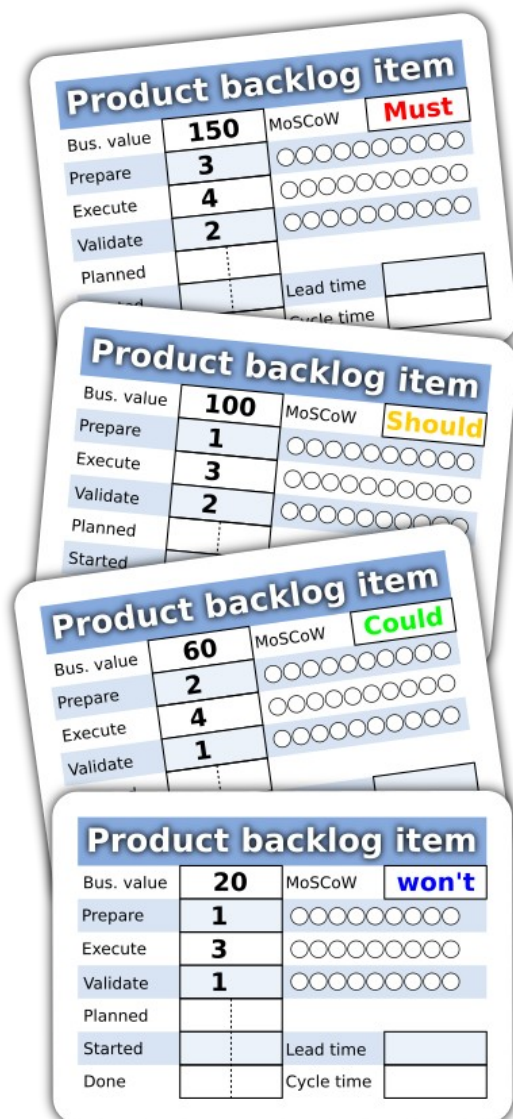 Product backlog item
Bus. value 150 MoSCoW Must
Prepare 3
Execute 4
Validate 2
Planned
Lead time
Cycle time
Product backlog item
Bus. value 100 MoSCoW Should
Prepare 1
Execute 3
Validate 2
Planned
Started
Product backlog item
Bus. value 60 MoSCoW Could
Prepare 2
Execute 4
Validate 1
Product backlog item
Bus. value 20 MoSCoW won't
Prepare 1
Execute 3
Validate 1
Planned
Started Lead time
Done Cycle time